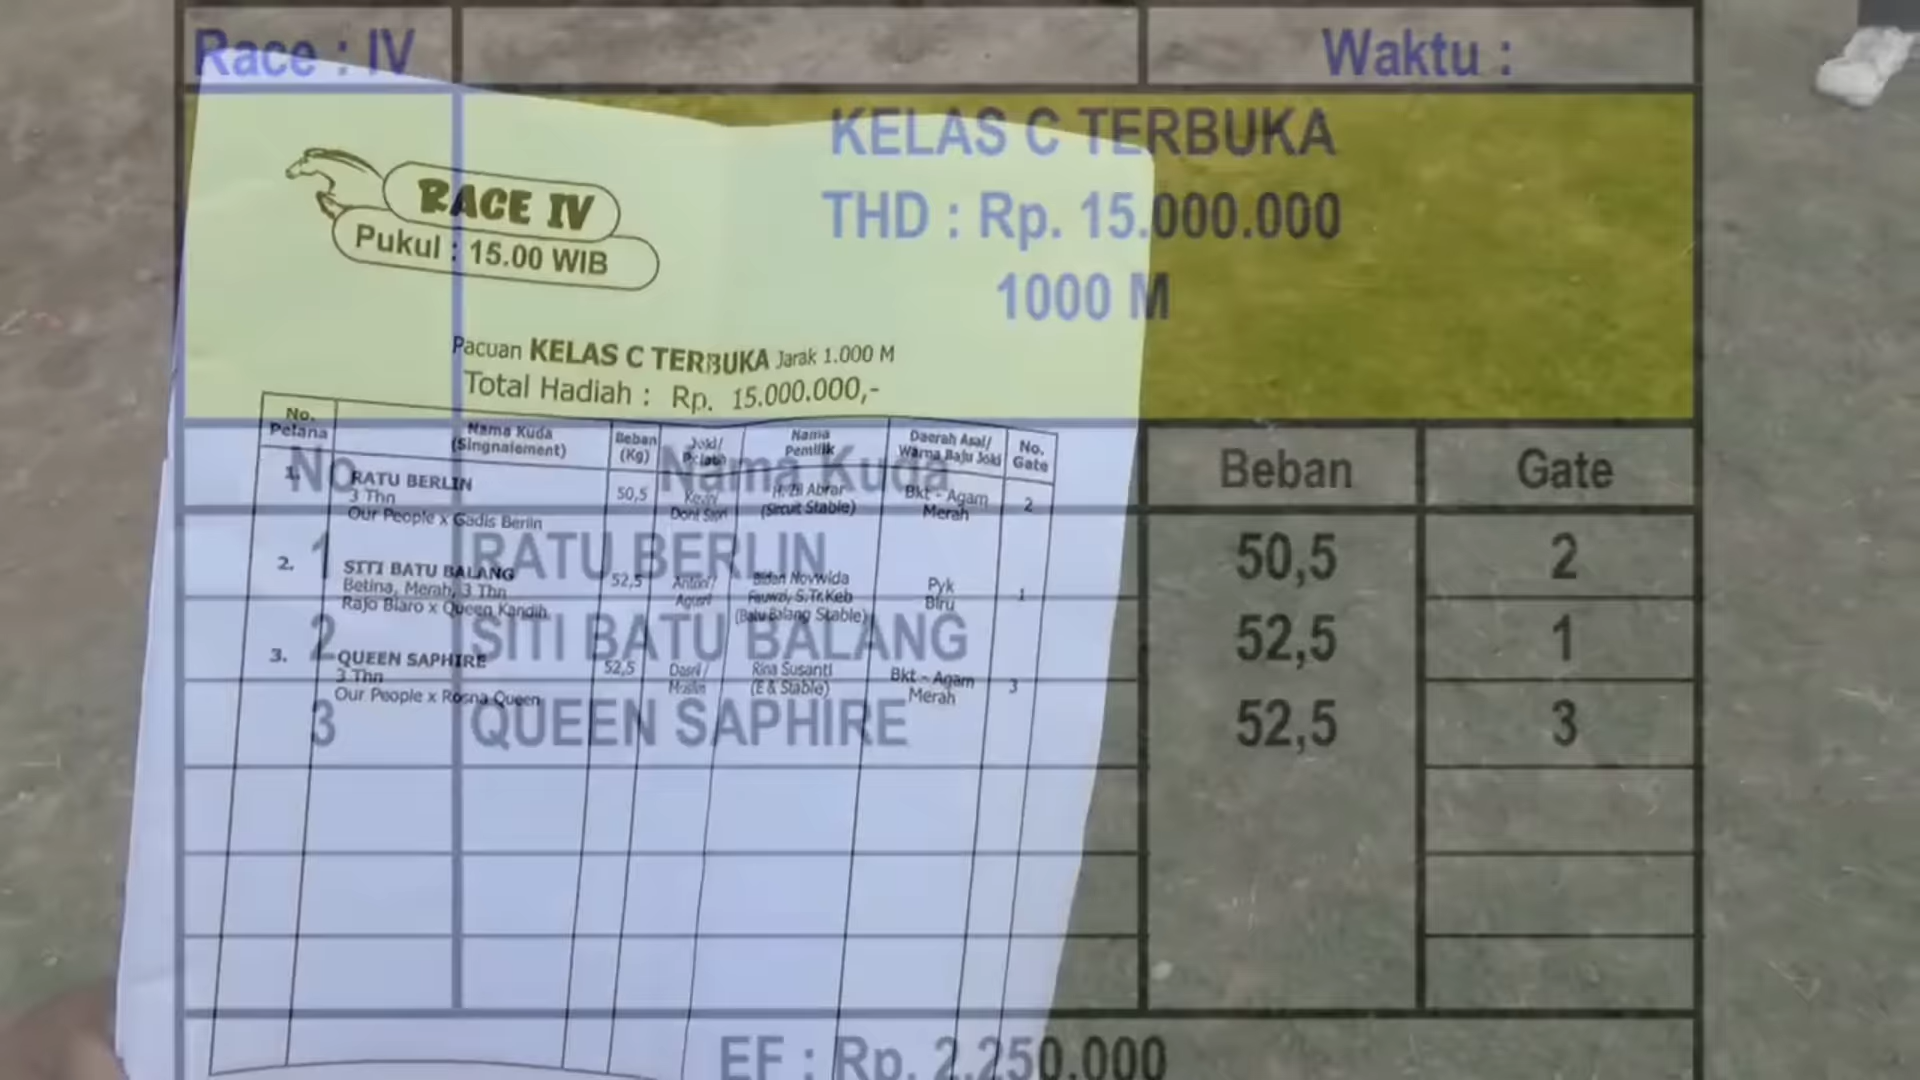 Race : IV
Waktu :
KELAS C TERBUKA
THD : Rp. 15.000.000
1000 M
No
Nama Kuda
Beban
Gate
1 RATU BERLIN 50,5 2
2 SITI BATU BALANG 52,5 1
3 QUEEN SAPHIRE 52,5 3
EF : Rp. 2.250.000
RACE IV
Pukul : 15.00 WIB
Pacuan KELAS C TERBUKA Jarak 1.000 M
Total Hadiah : Rp. 15.000.000,-
No. Pelana
Nama Kuda
(Singnalement)
Beban
(Kg)
Joki/
Nama
Pemilik
Daerah Asal/
Warna Baju Joki
No.
Gate
1.
RATU BERLIN
3 Thn
Our People x Gadis Berlin
50,5
H. Zil Abrar
(Sircuit Stable)
Bkt - Agam
Merah
2
2.
SITI BATU BALANG
Betina, Merah, 3 Thn
Rajo Biaro x Queen Kandih
52,5
Bidan Novwida
Fauwzi, S.Tr.Keb
(Batu Balang Stable)
Pyk
Biru
1
3.
QUEEN SAPHIRE
3 Thn
Our People x Rosna Queen
52,5
Dasril/
Muslim
Rina Susanti
(E & Stable)
Bkt - Agam
Merah
3